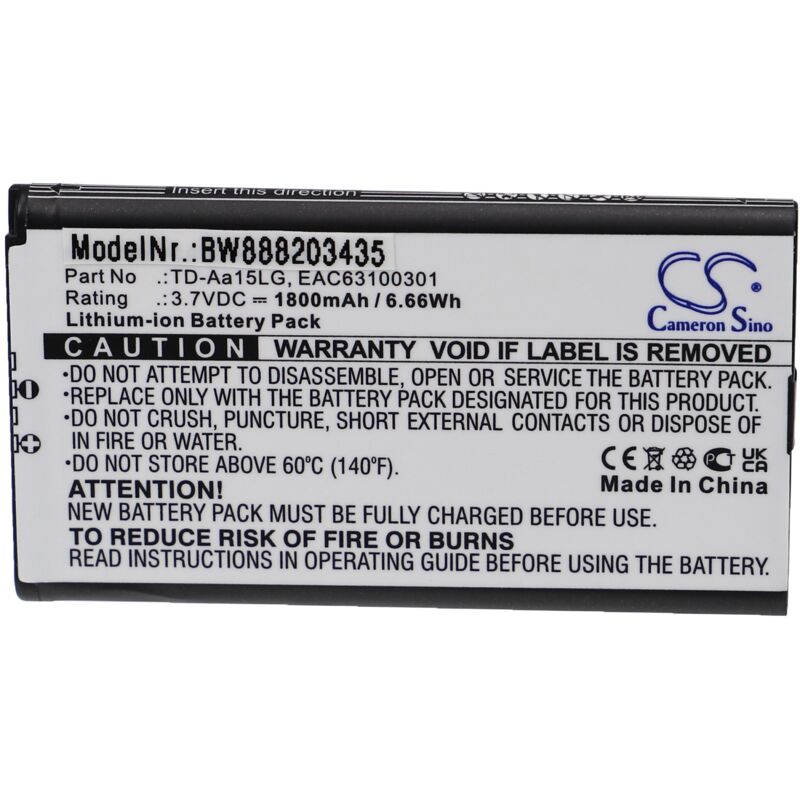 Insert this direction
ModelNr.:BW888203435
Part No :TD-Aa15LG, EAC63100301
Rating :3.7VDC ⎓ 1800mAh / 6.66Wh
Lithium-ion Battery Pack
CS
Cameron Sino
CAUTION WARRANTY VOID IF LABEL IS REMOVED
•DO NOT ATTEMPT TO DISASSEMBLE, OPEN OR SERVICE THE BATTERY PACK.
•REPLACE ONLY WITH THE BATTERY PACK DESIGNATED FOR THIS PRODUCT.
•DO NOT CRUSH, PUNCTURE, SHORT EXTERNAL CONTACTS OR DISPOSE OF
IN FIRE OR WATER.
•DO NOT STORE ABOVE 60°C (140°F).
CE UK CA
Made In China
ATTENTION!
NEW BATTERY PACK MUST BE FULLY CHARGED BEFORE USE.
TO REDUCE RISK OF FIRE OR BURNS
READ INSTRUCTIONS IN OPERATING GUIDE BEFORE USING THE BATTERY.